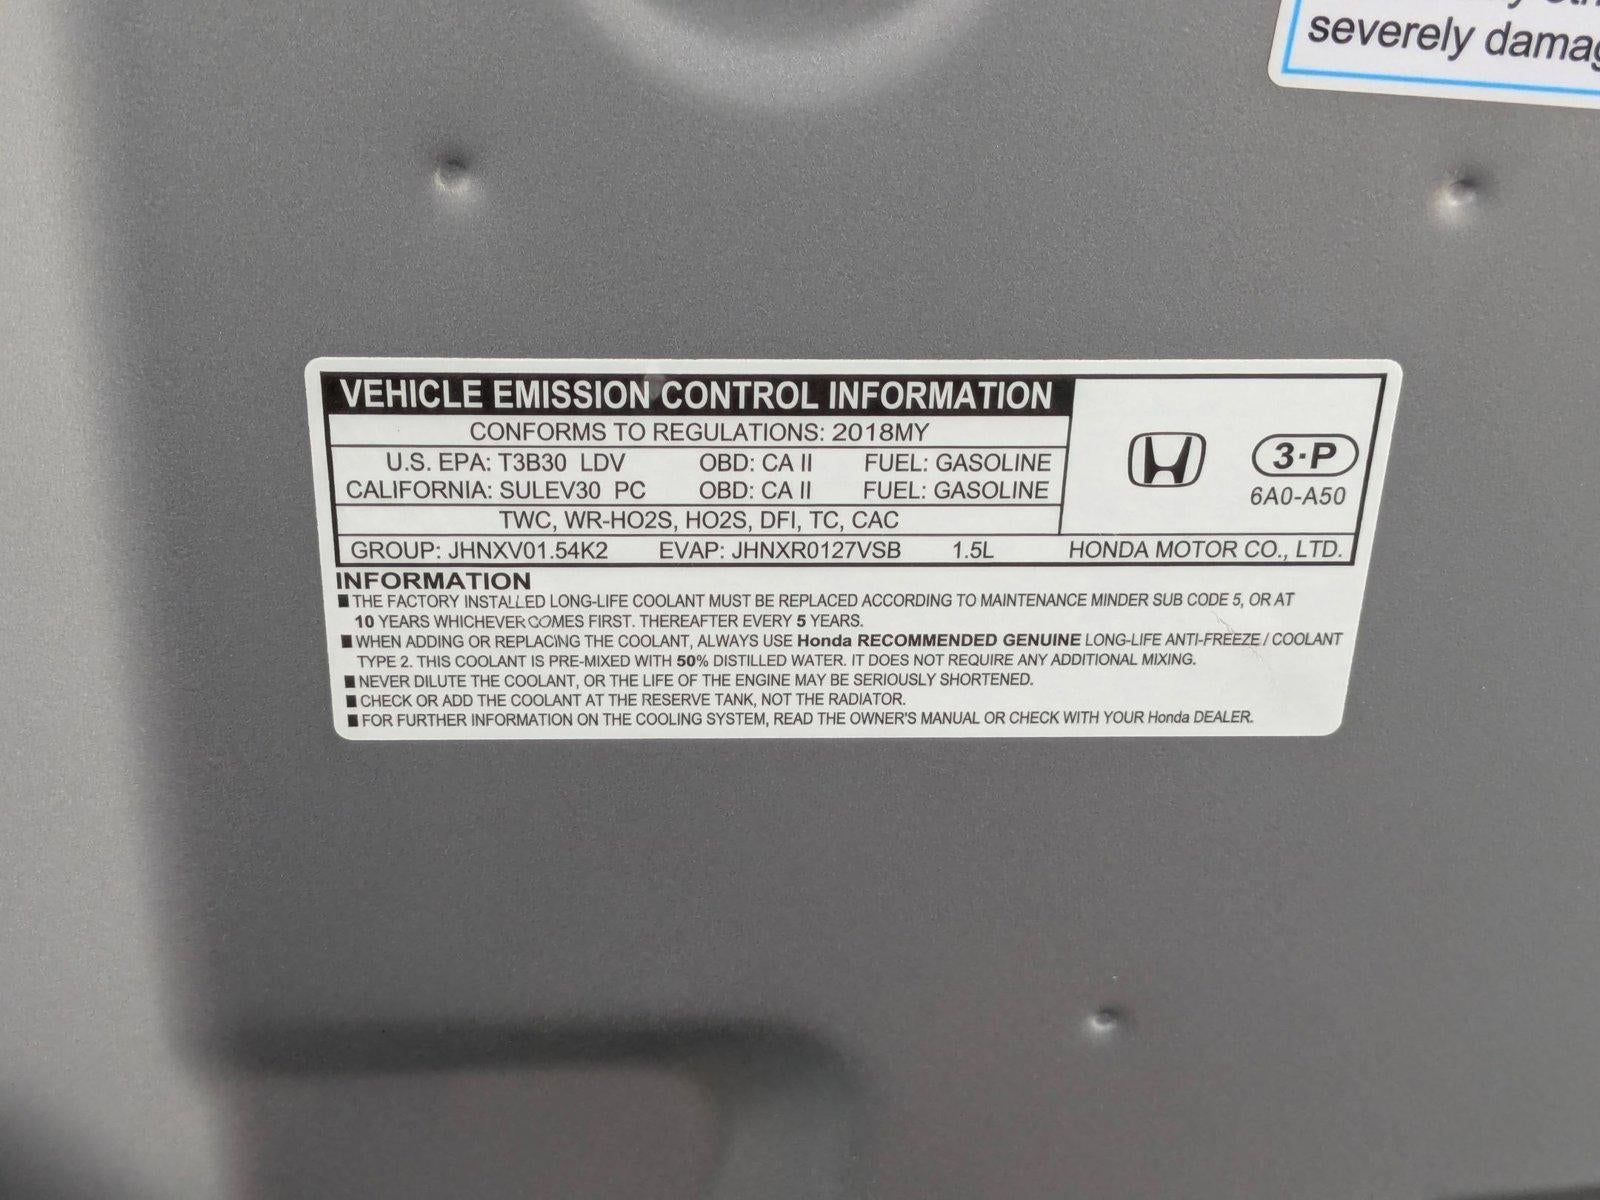 severely
VEHICLE EMISSION CONTROL INFORMATION
CONFORMS TO REGULATIONS: 2018MY
U.S. EPA: T3B30 LDV OBD: CA II FUEL: GASOLINE
CALIFORNIA: SULEV30 PC OBD: CA II FUEL: GASOLINE
3·P
6A0-A50
TWC, WR-HO2S, HO2S, DFI, TC, CAC
GROUP: JHNXV01.54K2 EVAP: JHNXR0127VSB 1.5L HONDA MOTOR CO., LTD.
INFORMATION
■ THE FACTORY INSTALLED LONG-LIFE COOLANT MUST BE REPLACED ACCORDING TO MAINTENANCE MINDER SUB CODE 5, OR AT
10 YEARS WHICHEVER COMES FIRST. THEREAFTER EVERY 5 YEARS.
■ WHEN ADDING OR REPLACING THE COOLANT, ALWAYS USE Honda RECOMMENDED GENUINE LONG-LIFE ANTI-FREEZE / COOLANT
TYPE 2. THIS COOLANT IS PRE-MIXED WITH 50% DISTILLED WATER. IT DOES NOT REQUIRE ANY ADDITIONAL MIXING.
■ NEVER DILUTE THE COOLANT, OR THE LIFE OF THE ENGINE MAY BE SERIOUSLY SHORTENED.
■ CHECK OR ADD THE COOLANT AT THE RESERVE TANK, NOT THE RADIATOR.
■ FOR FURTHER INFORMATION ON THE COOLING SYSTEM, READ THE OWNER'S MANUAL OR CHECK WITH YOUR Honda DEALER.